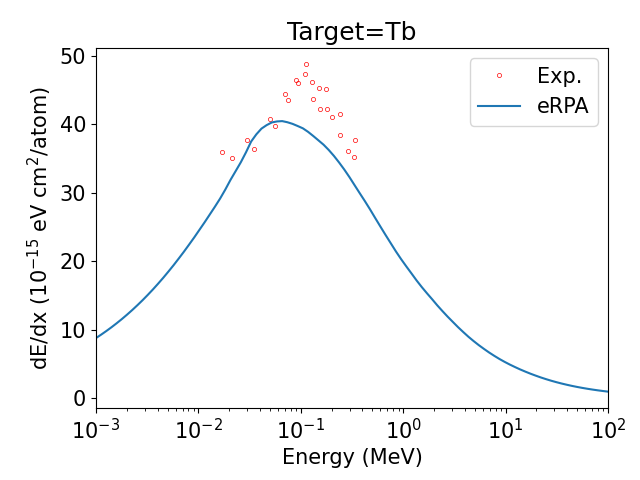 Target=Tb
50
40
30
20
10
0
dE/dx (10⁻¹⁵ eV cm²/atom)
Exp.
eRPA
10⁻³ 10⁻² 10⁻¹ 10⁰ 10¹ 10²
Energy (MeV)